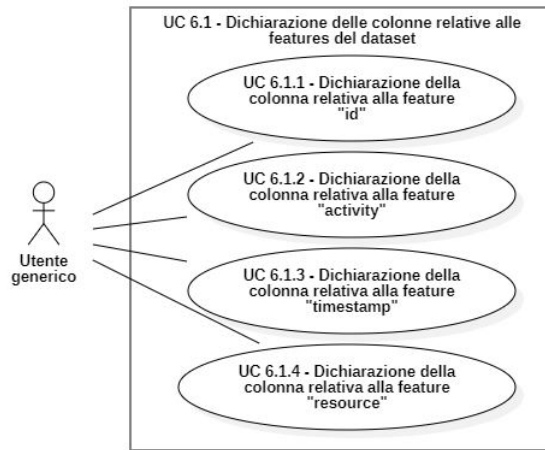 UC 6.1 - Dichiarazione delle colonne relative alle
features del dataset
UC 6.1.1 - Dichiarazione della
colonna relativa alla feature
"id"
UC 6.1.2 - Dichiarazione della
colonna relativa alla feature
"activity"
Utente
generico
UC 6.1.3 - Dichiarazione della
colonna relativa alla feature
"timestamp"
UC 6.1.4 - Dichiarazione della
colonna relativa alla feature
"resource"